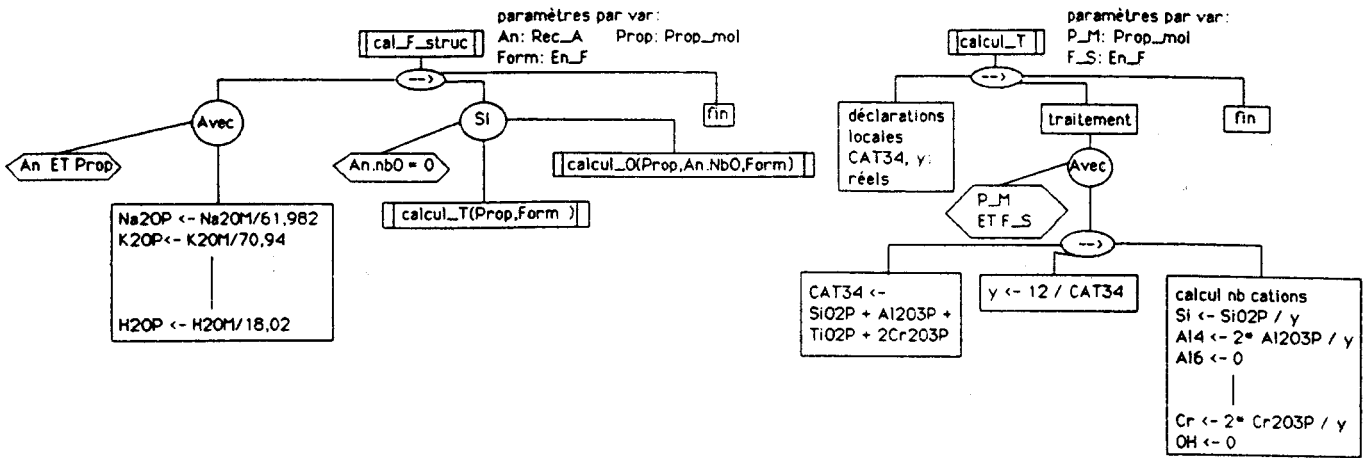 paramètres par var:
cal_F_struc
An: Rec_A Prop: Prop_mol
Form: En_F
-->
Avec
Si
fin
An ET Prop
An.nbO = 0
calcul_O(Prop,An.NbO,Form)
calcul_T(Prop,Form )
Na2OP <- Na2OM/61,982
K2OP<- K2OM/70,94
H2OP <- H2OM/18,02
paramètres par var:
calcul_T
P_M: Prop_mol
F_S: En_F
-->
déclarations
locales
CAT34, y:
réels
traitement
fin
Avec
P_M
ET F_S
-->
CAT34 <-
SiO2P + Al2O3P +
TiO2P + 2Cr2O3P
y <- 12 / CAT34
calcul nb cations
Si <- SiO2P / y
Al4 <- 2* Al2O3P / y
Al6 <- 0
Cr <- 2* Cr2O3P / y
OH <- 0